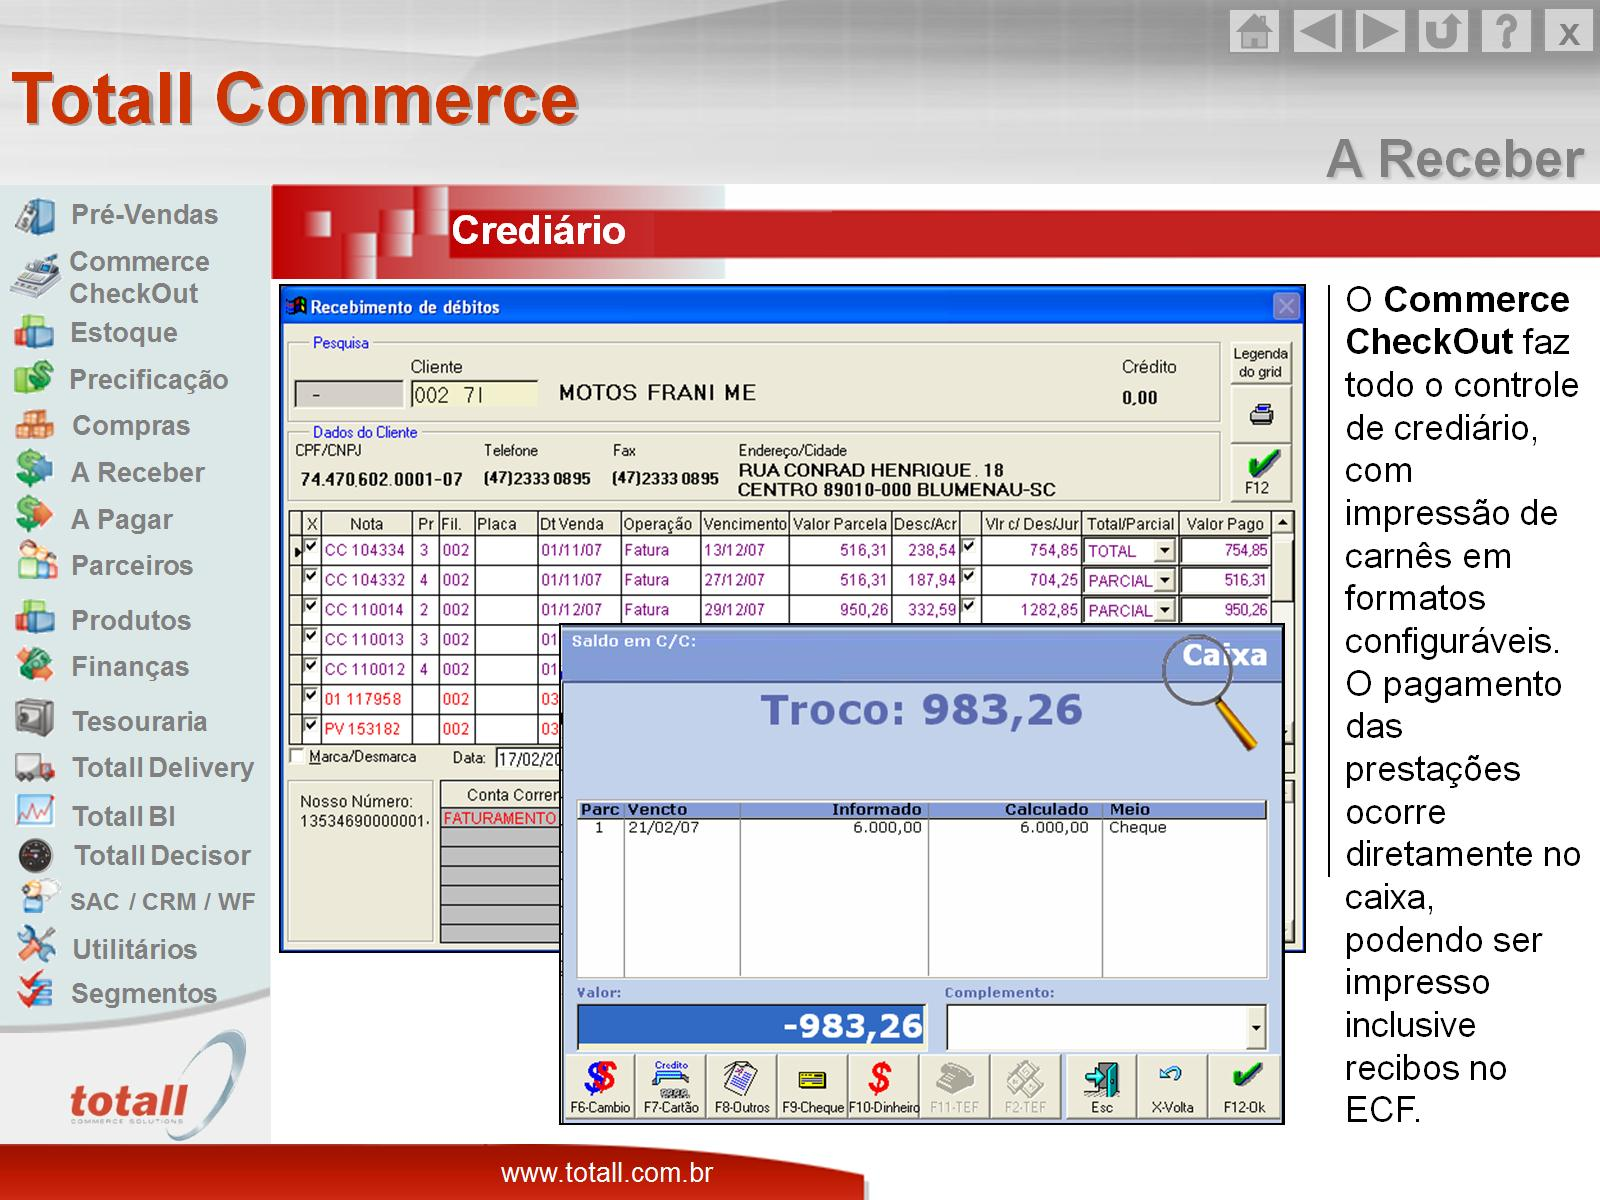 x
Totall Commerce
A Receber
Pré-Vendas
Commerce
CheckOut
Estoque
Precificação
Compras
A Receber
A Pagar
Parceiros
Produtos
Finanças
Tesouraria
Totall Delivery
Totall BI
Totall Decisor
SAC / CRM / WF
Utilitários
Segmentos
totall
COMMERCE SOLUTIONS
Crediário
Recebimento de débitos
Pesquisa
Cliente
Crédito
- 002 71 MOTOS FRANI ME 0,00
Legenda
do grid
F12
Dados do Cliente
CPF/CNPJ Telefone Fax Endereço/Cidade
74.470.602.0001-07 (47)2333 0895 (47)2333 0895 RUA CONRAD HENRIQUE . 18
CENTRO 89010-000 BLUMENAU-SC
X Nota Pr Fil. Placa Dt Venda Operação Vencimento Valor Parcela Desc/Acr Vlr c/ Des/Jur Total/Parcial Valor Pago
CC 104334 3 002 01/11/07 Fatura 13/12/07 516,31 238,54 754,85 TOTAL 754,85
CC 104332 4 002 01/11/07 Fatura 27/12/07 516,31 187,94 704,25 PARCIAL 516,31
CC 110014 2 002 01/12/07 Fatura 29/12/07 950,26 332,59 1282,85 PARCIAL 950,26
CC 110013 3 002 01
CC 110012 4 002 01
01 117958 002 03
PV 153182 002 03
Marca/Desmarca Data: 17/02/20
Nosso Número:
13534690000001-
Conta Corren
FATURAMENTO
Saldo em C/C:
Caixa
Troco: 983,26
Parc Vencto Informado Calculado Meio
1 21/02/07 6.000,00 6.000,00 Cheque
Valor: Complemento:
-983,26
Credito
F6-Cambio F7-Cartão F8-Outros F9-Cheque F10-Dinheiro F11-TEF F2-TEF Esc X-Volta F12-Ok
O Commerce
CheckOut faz
todo o controle
de crediário,
com
impressão de
carnês em
formatos
configuráveis.
O pagamento
das
prestações
ocorre
diretamente no
caixa,
podendo ser
impresso
inclusive
recibos no
ECF.
www.totall.com.br